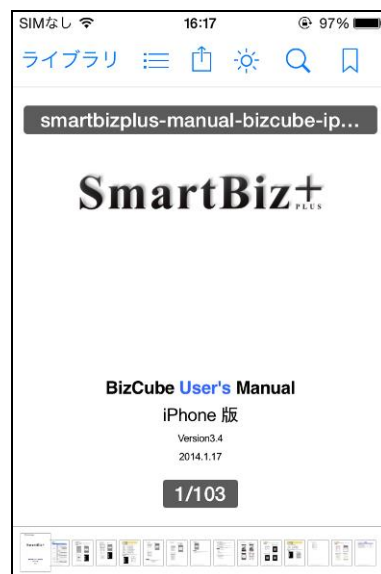 SIMなし 16:17 97%
ライブラリ
smartbizplus-manual-bizcube-ip...
SmartBiz+
PLUS
BizCube User's Manual
iPhone 版
Version3.4
2014.1.17
1/103